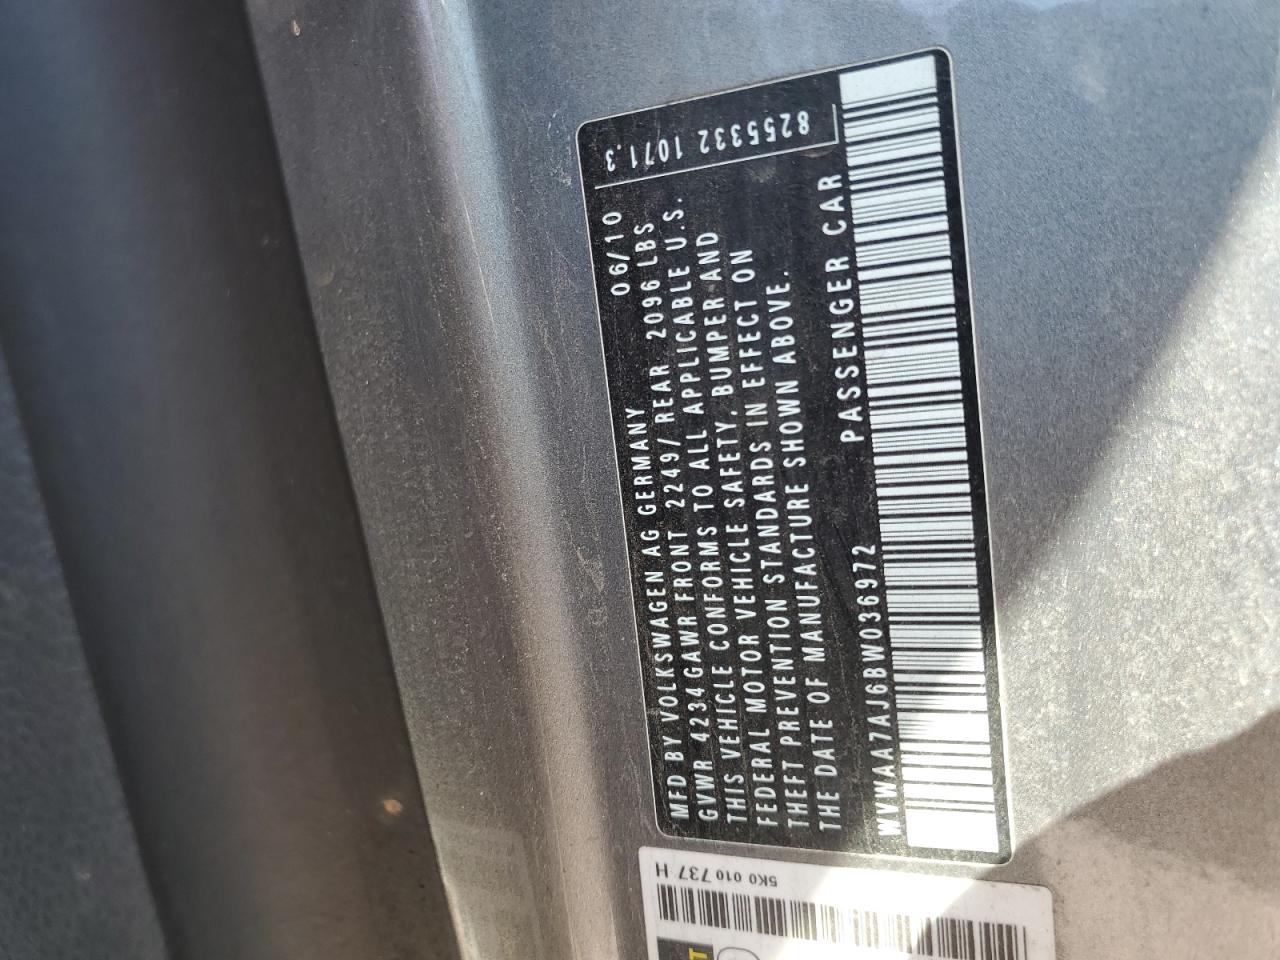 8255332 1071.3
06/10
MFD BY VOLKSWAGEN AG GERMANY
GVWR 4234 GAWR FRONT 2249/ REAR 2096 LBS
THIS VEHICLE CONFORMS TO ALL APPLICABLE U.S.
FEDERAL MOTOR VEHICLE SAFETY, BUMPER AND
THEFT PREVENTION STANDARDS IN EFFECT ON
THE DATE OF MANUFACTURE SHOWN ABOVE.
PASSENGER CAR
WVWAA7AJ6BW036972
5K0 010 737 H